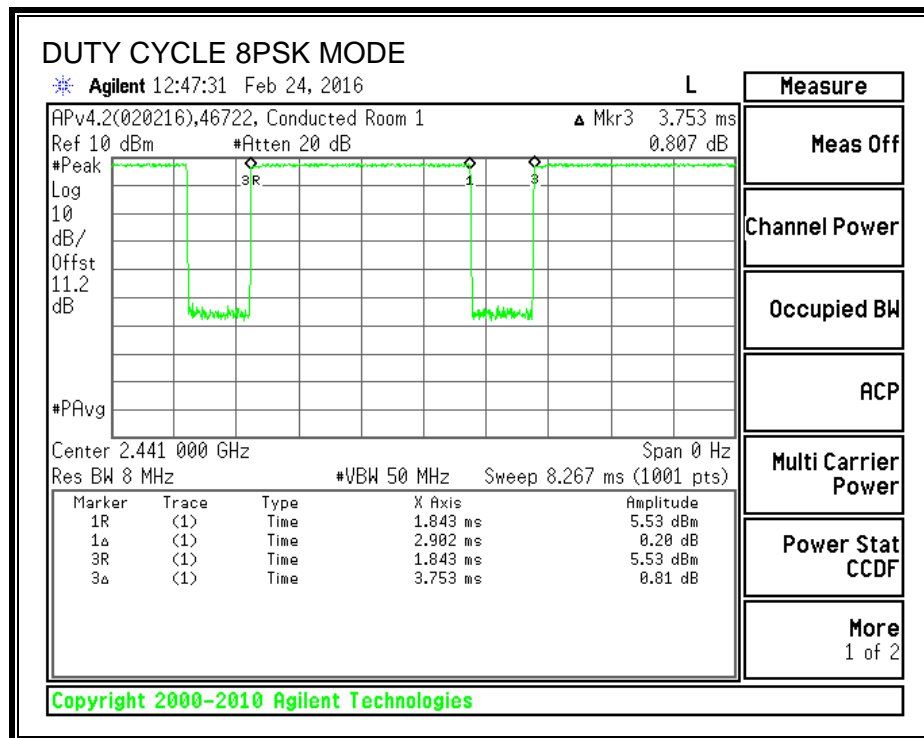 DUTY CYCLE 8PSK MODE
Agilent 12:47:31 Feb 24, 2016 L
APv4.2(020216),46722, Conducted Room 1 Δ Mkr3 3.753 ms
Ref 10 dBm #Atten 20 dB 0.807 dB
#Peak
Log
10
dB/
Offst
11.2
dB
#PAvg
3R 1 3
Center 2.441 000 GHz Span 0 Hz
Res BW 8 MHz #VBW 50 MHz Sweep 8.267 ms (1001 pts)
Marker Trace Type X Axis Amplitude
1R (1) Time 1.843 ms 5.53 dBm
1Δ (1) Time 2.902 ms 0.20 dB
3R (1) Time 1.843 ms 5.53 dBm
3Δ (1) Time 3.753 ms 0.81 dB
Measure
Meas Off
Channel Power
Occupied BW
ACP
Multi Carrier
Power
Power Stat
CCDF
More
1 of 2
Copyright 2000-2010 Agilent Technologies